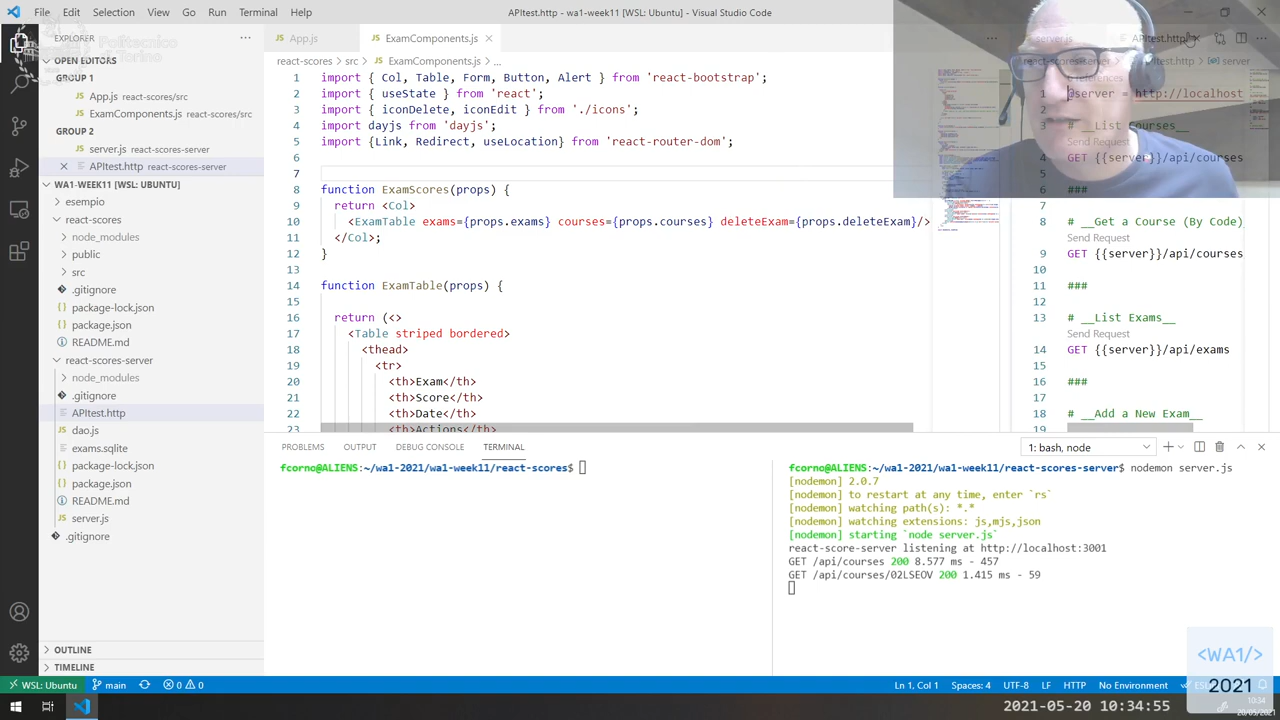 File Edit Selection View Go Run Terminal Help
APItest.http - wa1-week11 [WSL: Ubuntu] - Visual Studio Code
Politecnico
EXPLORER
OPEN EDITORS
GROUP 1
App.js react-scores/src
ExamComponents.js react-scores/src
GROUP 2
server.js react-scores-server
APItest.http react-scores-server
WA1-WEEK11 [WSL: UBUNTU]
esempio
react-scores
node_modules
public
src
.gitignore
package-lock.json
package.json
README.md
react-scores-server
node_modules
.gitignore
APItest.http
dao.js
exams.sqlite
package-lock.json
package.json
README.md
server.js
.gitignore
OUTLINE
TIMELINE
App.js
ExamComponents.js
react-scores > src > ExamComponents.js > ...
1 import { Col, Table, Form, Button, Alert } from 'react-bootstrap';
2 import { useState } from 'react';
3 import { iconDelete, iconEdit } from './icons';
4 import dayjs from 'dayjs';
5 import {Link, Redirect, useLocation} from 'react-router-dom';
6
8 function ExamScores(props) {
9 return <Col>
<ExamTable exams={props. courses={props.courses} deleteExam={props.deleteExam}/>
11 </Col>;
12 }
13
14 function ExamTable(props) {
15
16 return (<>
17 <Table striped bordered>
18 <thead>
19 <tr>
20 <th>Exam</th>
21 <th>Score</th>
22 <th>Date</th>
23 <th>Actions</th>
server.js
APItest.http
1 @server = http://localhost
2
3 # __List Courses__
Send Request
4 GET {{server}}/api/courses
5
6 ###
7
8 # __Get a Course (By Code)
Send Request
9 GET {{server}}/api/courses
10
11 ###
12
13 # __List Exams__
Send Request
14 GET {{server}}/api/exams
15
16 ###
17
18 # __Add a New Exam__
19
PROBLEMS OUTPUT DEBUG CONSOLE TERMINAL
1: bash, node
fcorno@ALIENS:~/wa1-2021/wa1-week11/react-scores$
fcorno@ALIENS:~/wa1-2021/wa1-week11/react-scores-server$ nodemon server.js
[nodemon] 2.0.7
[nodemon] to restart at any time, enter `rs`
[nodemon] watching path(s): *.*
[nodemon] watching extensions: js,mjs,json
[nodemon] starting `node server.js`
react-score-server listening at http://localhost:3001
GET /api/courses 200 8.577 ms - 457
GET /api/courses/02LSEOV 200 1.415 ms - 59
WSL: Ubuntu main 0 0
Ln 1, Col 1 Spaces: 4 UTF-8 LF HTTP No Environment
<WA1/>
2021
2021-05-20 10:34:55
10:34
20/05/2021